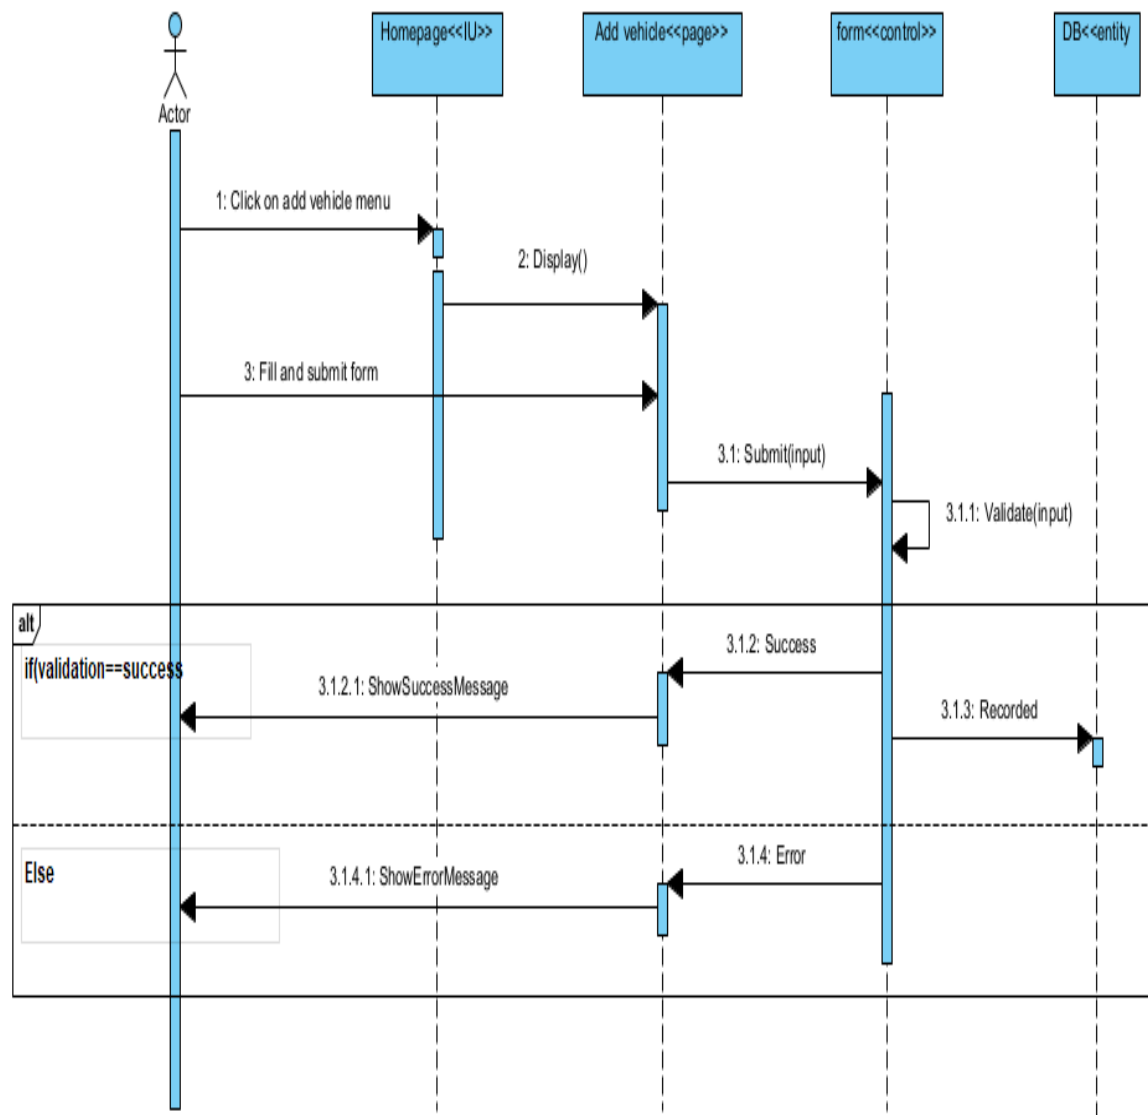 Homepage<<IU>>
Add vehicle<<page>>
form<<control>>
DB<<entity
Actor
1: Click on add vehicle menu
2: Display()
3: Fill and submit form
3.1: Submit(input)
3.1.1: Validate(input)
alt
if(validation==success
3.1.2: Success
3.1.2.1: ShowSuccessMessage
3.1.3: Recorded
Else
3.1.4: Error
3.1.4.1: ShowErrorMessage